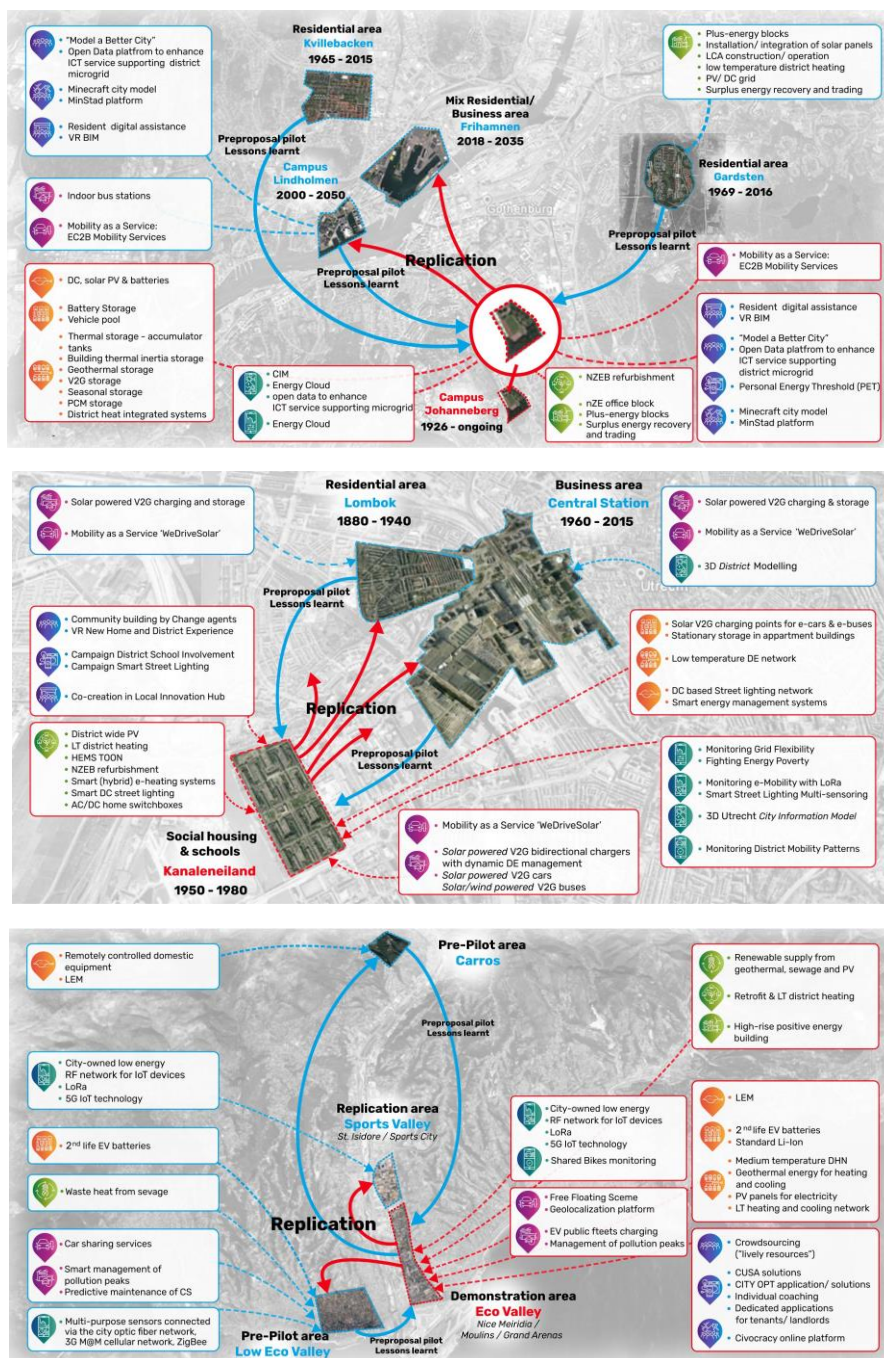 • "Model a Better City"
• Open Data platfrom to enhance
ICT service supporting district
microgrid
• Minecraft city model
• MinStad platform
• Resident digital assistance
• VR BIM
• Indoor bus stations
• Mobility as a Service:
EC2B Mobility Services
• DC, solar PV & batteries
• Battery Storage
• Vehicle pool
• Thermal storage - accumulator
tanks
• Building thermal inertia storage
• Geothermal storage
• V2G storage
• Seasonal storage
• PCM storage
• District heat integrated systems
Residential area
Kvillebacken
1965 - 2015
Mix Residential/
Business area
Frihamnen
2018 - 2035
Preproposal pilot
Lessons learnt
Campus
Lindholmen
2000 - 2050
Gothenburg
Preproposal pilot
Lessons learnt
Replication
• Plus-energy blocks
• Installation/ integration of solar panels
• LCA construction/ operation
• low temperature district heating
• PV/ DC grid
• Surplus energy recovery and trading
Residential area
Gardsten
1969 - 2016
Preproposal pilot
Lessons learnt
• Mobility as a Service:
EC2B Mobility Services
• Resident digital assistance
• VR BIM
• "Model a Better City"
• Open Data platfrom to enhance
ICT service supporting
district microgrid
• Personal Energy Threshold (PET)
• Minecraft city model
• MinStad platform
• CIM
• Energy Cloud
• open data to enhance
ICT service supporting microgrid
• Energy Cloud
Campus
Johanneberg
1926 - ongoing
• NZEB refurbishment
• nZE office block
• Plus-energy blocks
• Surplus energy recovery
and trading
• Solar powered V2G charging and storage
• Mobility as a Service 'WeDriveSolar'
Residential area
Lombok
1880 - 1940
Business area
Central Station
1960 - 2015
• Solar powered V2G charging & storage
• Mobility as a Service 'WeDriveSolar'
• 3D District Modelling
Preproposal pilot
Lessons learnt
• Community building by Change agents
• VR New Home and District Experience
• Campaign District School Involvement
• Campaign Smart Street Lighting
• Co-creation in Local Innovation Hub
• Solar V2G charging points for e-cars & e-buses
• Stationary storage in appartment buildings
• Low temperature DE network
• DC based Street lighting network
• Smart energy management systems
Replication
• District wide PV
• LT district heating
• HEMS TOON
• NZEB refurbishment
• Smart (hybrid) e-heating systems
• Smart DC street lighting
• AC/DC home switchboxes
Preproposal pilot
Lessons learnt
• Monitoring Grid Flexibility
• Fighting Energy Poverty
• Monitoring e-Mobility with LoRa
• Smart Street Lighting Multi-sensoring
• 3D Utrecht City Information Model
• Monitoring District Mobility Patterns
Social housing
& schools
Kanaleneiland
1950 - 1980
• Mobility as a Service 'WeDriveSolar'
• Solar powered V2G bidirectional chargers
with dynamic DE management
• Solar powered V2G cars
Solar/wind powered V2G buses
• Remotely controlled domestic
equipment
• LEM
Pre-Pilot area
Carros
• Renewable supply from
geothermal, sewage and PV
• Retrofit & LT district heating
• High-rise positive energy
building
Preproposal pilot
Lessons learnt
• City-owned low energy
RF network for IoT devices
• LoRa
• 5G IoT technology
Replication area
Sports Valley
St. Isidore / Sports City
• City-owned low energy
• RF network for IoT devices
• LoRa
• 5G IoT technology
• Shared Bikes monitoring
• LEM
• 2nd life EV batteries
• Standard Li-Ion
• Medium temperature DHN
• Geothermal energy for heating
and cooling
• PV panels for electricity
• LT heating and cooling network
• 2nd life EV batteries
• Waste heat from sevage
Replication
• Free Floating Sceme
• Geolocalization platform
• EV public fteets charging
• Management of pollution peaks
• Car sharing services
• Smart management of
pollution peaks
• Predictive maintenance of CS
• Crowdsourcing
("lively resources")
• CUSA solutions
• CITY OPT application/ solutions
• Individual coaching
• Dedicated applications
for tenants/ landlords
• Civocracy online platform
• Multi-purpose sensors connected
via the city optic fiber network,
3G M@M cellular network, ZigBee
Pre-Pilot area
Low Eco Valley
Preproposal pilot
Lessons learnt
Demonstration area
Eco Valley
Nice Meiridia /
Moulins / Grand Arenas